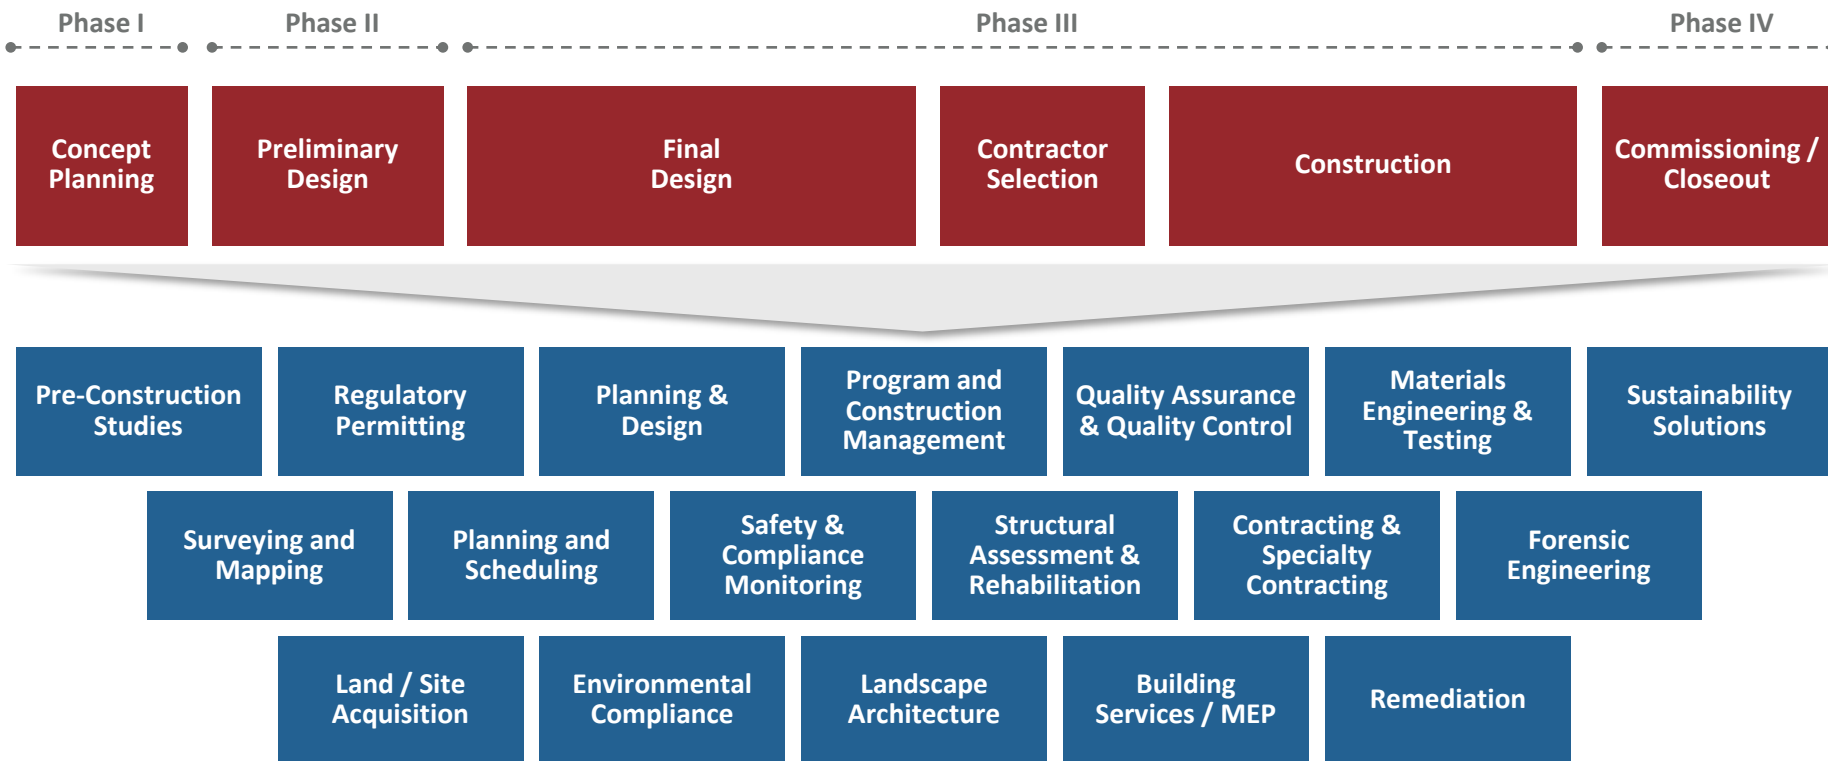 Phase I
Phase II
Phase III
Phase IV
Concept
Planning
Preliminary
Design
Final
Design
Contractor
Selection
Construction
Commissioning /
Closeout
Pre-Construction
Studies
Regulatory
Permitting
Planning &
Design
Program and
Construction
Management
Quality Assurance
& Quality Control
Materials
Engineering &
Testing
Sustainability
Solutions
Surveying and
Mapping
Planning and
Scheduling
Safety &
Compliance
Monitoring
Structural
Assessment &
Rehabilitation
Contracting &
Specialty
Contracting
Forensic
Engineering
Land / Site
Acquisition
Environmental
Compliance
Landscape
Architecture
Building
Services / MEP
Remediation